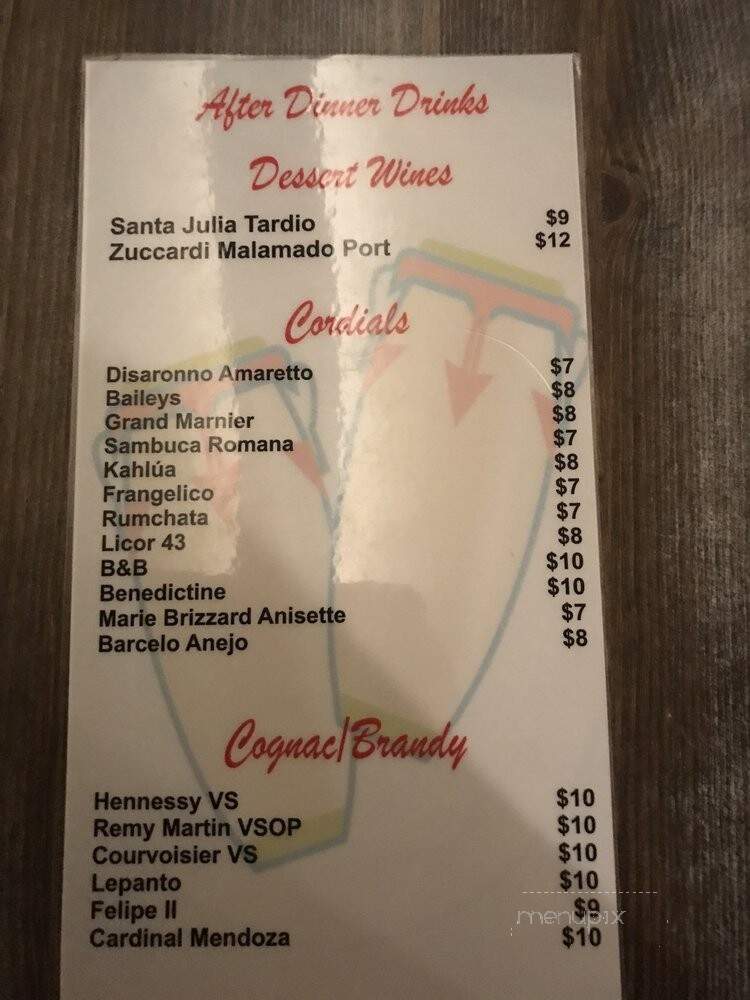 After Dinner Drinks
Dessert Wines
Santa Julia Tardio $9
Zuccardi Malamado Port $12
Cordials
Disaronno Amaretto $7
Baileys $8
Grand Marnier $8
Sambuca Romana $7
Kahlúa $8
Frangelico $7
Rumchata $7
Licor 43 $8
B&B $10
Benedictine $10
Marie Brizzard Anisette $7
Barcelo Anejo $8
Cognac/Brandy
Hennessy VS $10
Remy Martin VSOP $10
Courvoisier VS $10
Lepanto $10
Felipe II $9
Cardinal Mendoza $10
menupix